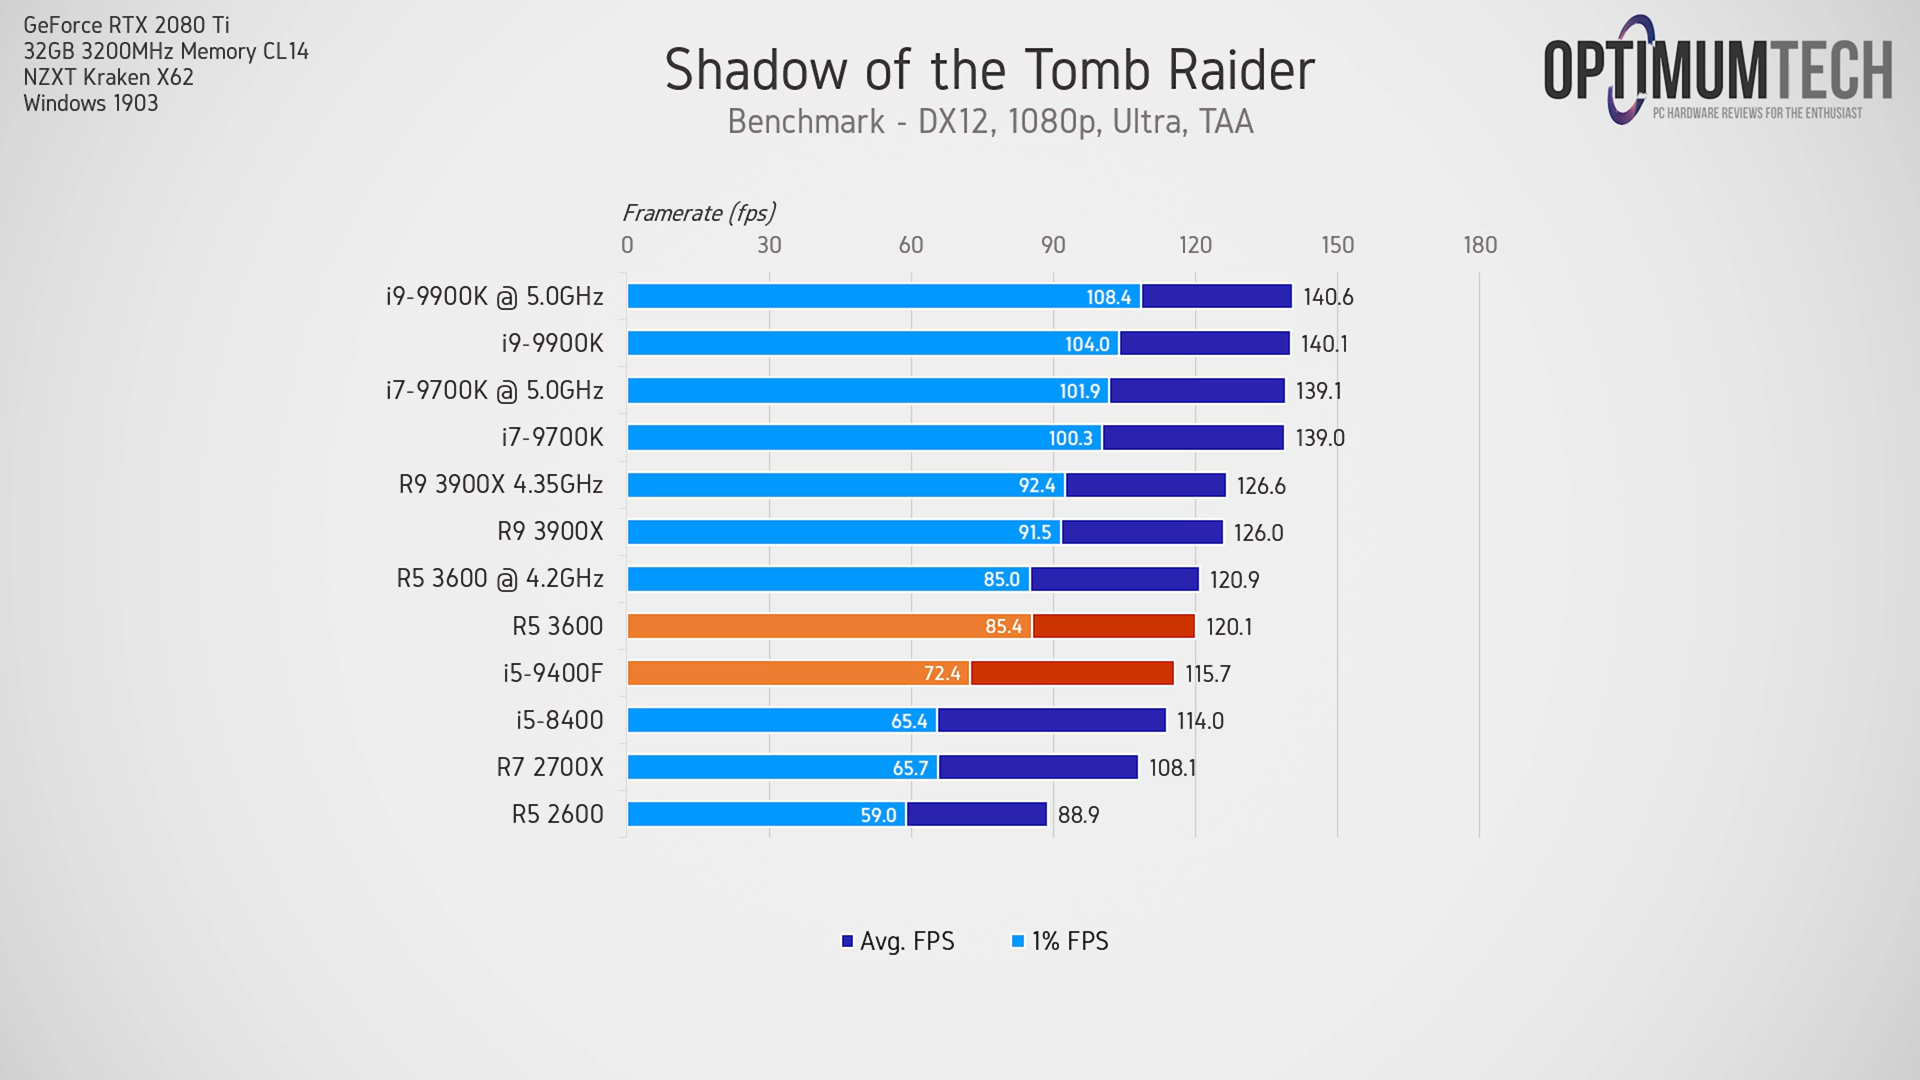 GeForce RTX 2080 Ti
32GB 3200MHz Memory CL14
NZXT Kraken X62
Windows 1903
Shadow of the Tomb Raider
Benchmark - DX12, 1080p, Ultra, TAA
OPTIMUMTECH
PC HARDWARE REVIEWS FOR THE ENTHUSIAST
Framerate (fps)
0 30 60 90 120 150 180
i9-9900K @ 5.0GHz 108.4 140.6
i9-9900K 104.0 140.1
i7-9700K @ 5.0GHz 101.9 139.1
i7-9700K 100.3 139.0
R9 3900X 4.35GHz 92.4 126.6
R9 3900X 91.5 126.0
R5 3600 @ 4.2GHz 85.0 120.9
R5 3600 85.4 120.1
i5-9400F 72.4 115.7
i5-8400 65.4 114.0
R7 2700X 65.7 108.1
R5 2600 59.0 88.9
Avg. FPS 1% FPS